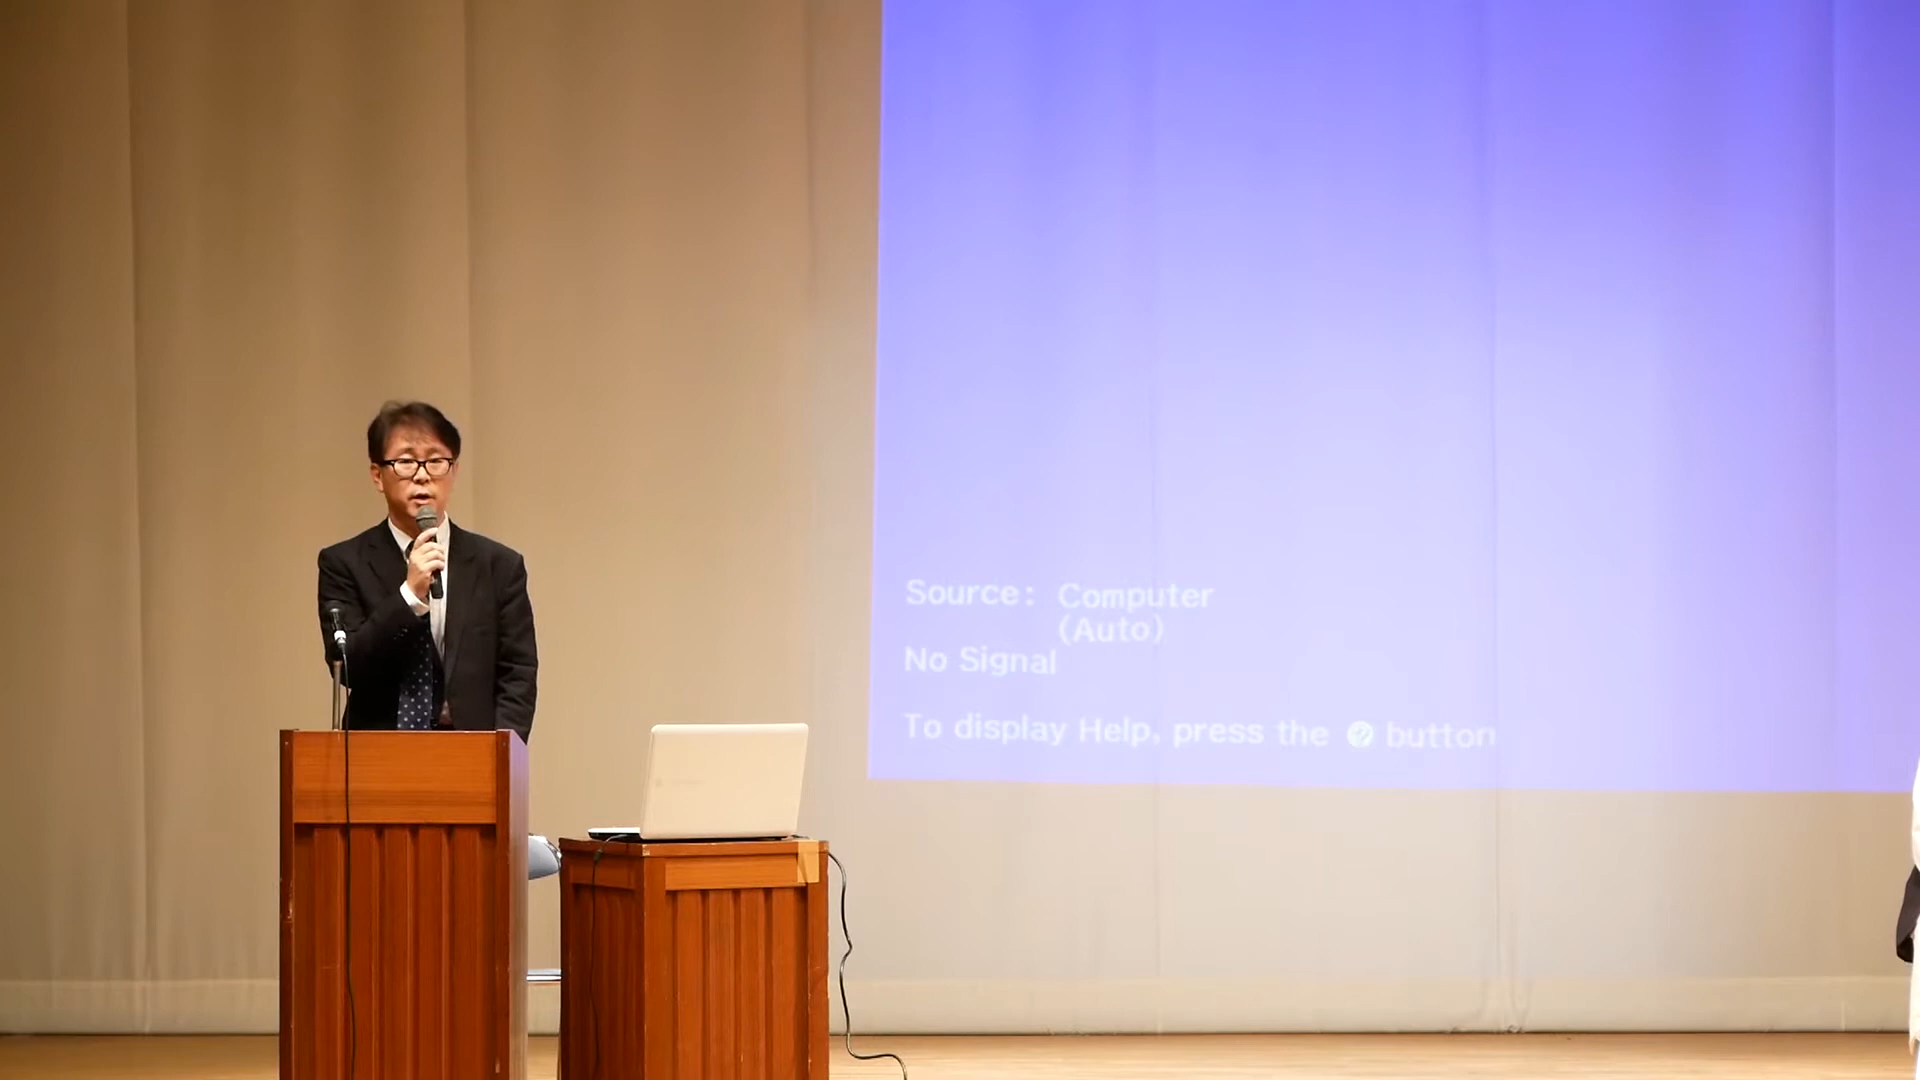 Source: Computer
(Auto)
No Signal
To display Help, press the ? button